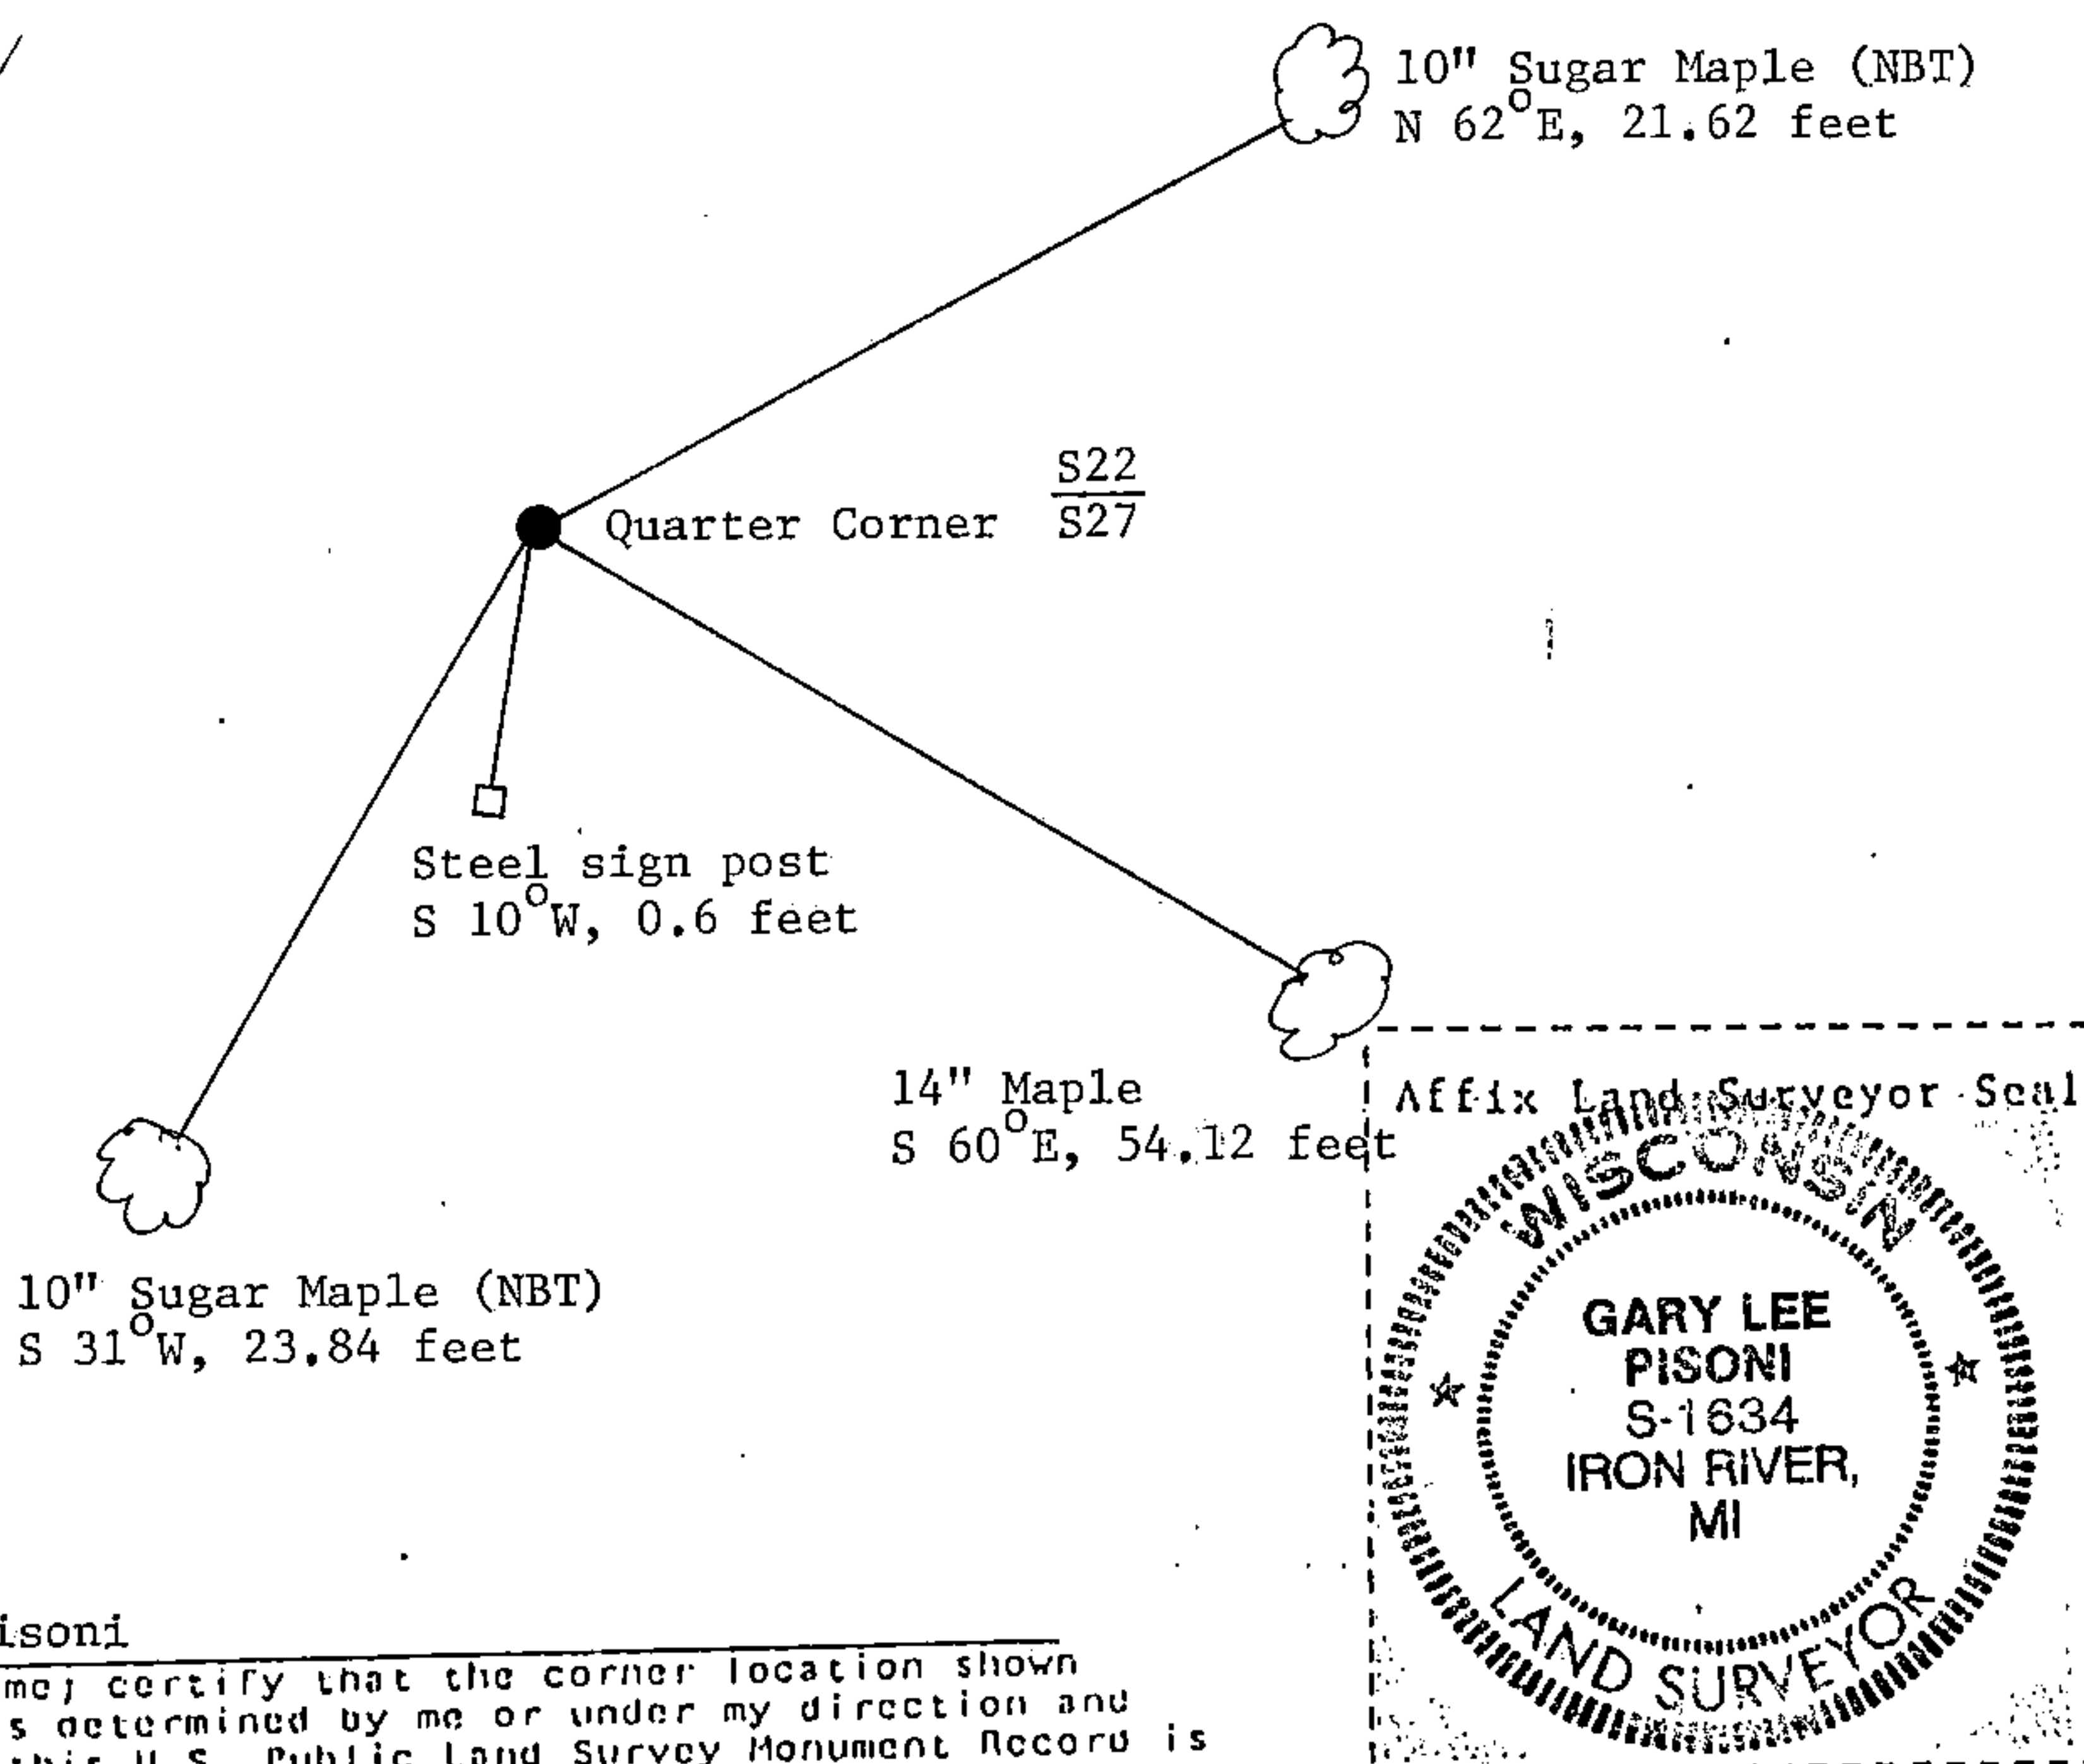 10" Sugar Maple (NBT)
N 62°E, 21.62 feet
S22
Quarter Corner
S27
Steel sign post
S 10°W, 0.6 feet
14" Maple
S 60°E, 54.12 feet
10" Sugar Maple (NBT)
S 31°W, 23.84 feet
Affix Land Surveyor Seal
WISCONSIN
GARY LEE
PISONI
S-1634
IRON RIVER,
MI
LAND SURVEYOR
isoni
me) certify that the corner location shown
s determined by me or under my direction and
this U.S. Public Land Survey Monument Record is